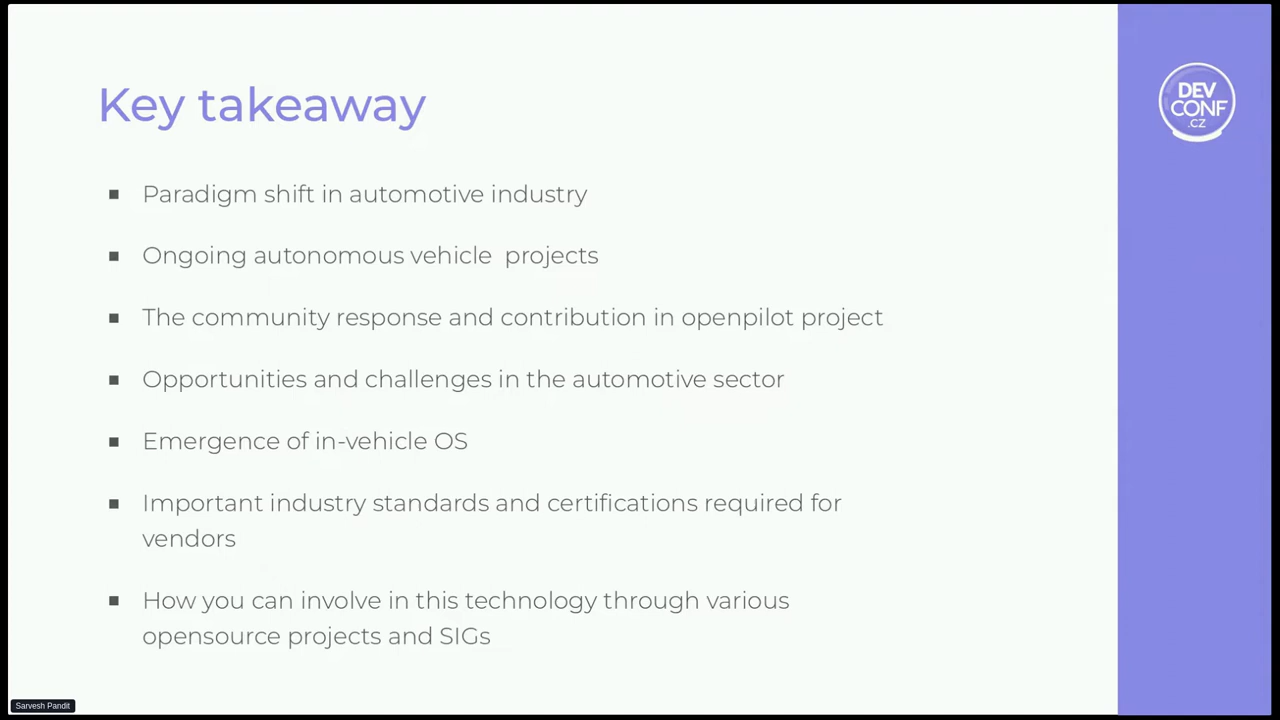 Key takeaway
DEV
CONF
.CZ
Paradigm shift in automotive industry
Ongoing autonomous vehicle  projects
The community response and contribution in openpilot project
Opportunities and challenges in the automotive sector
Emergence of in-vehicle OS
Important industry standards and certifications required for
vendors
How you can involve in this technology through various
opensource projects and SIGs
Sarvesh Pandit